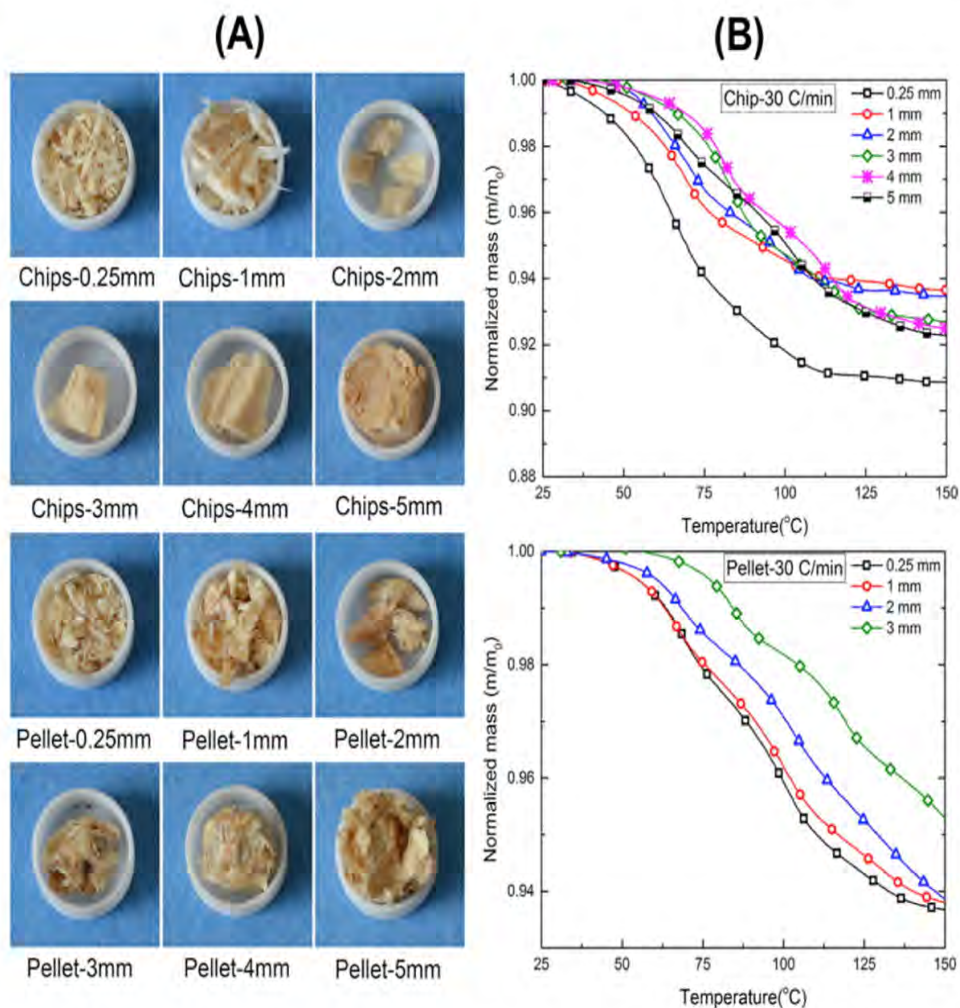 (A)
Chips-0.25mm Chips-1mm Chips-2mm
Chips-3mm Chips-4mm Chips-5mm
Pellet-0.25mm Pellet-1mm Pellet-2mm
Pellet-3mm Pellet-4mm Pellet-5mm
(B)
Chip-30 C/min
0.25 mm
1 mm
2 mm
3 mm
4 mm
5 mm
Normalized mass (m/m₀)
1.00
0.98
0.96
0.94
0.92
0.90
0.88
25 50 75 100 125 150
Temperature(°C)
Pellet-30 C/min
0.25 mm
1 mm
2 mm
3 mm
Normalized mass (m/m₀)
1.00
0.98
0.96
0.94
25 50 75 100 125 150
Temperature(°C)